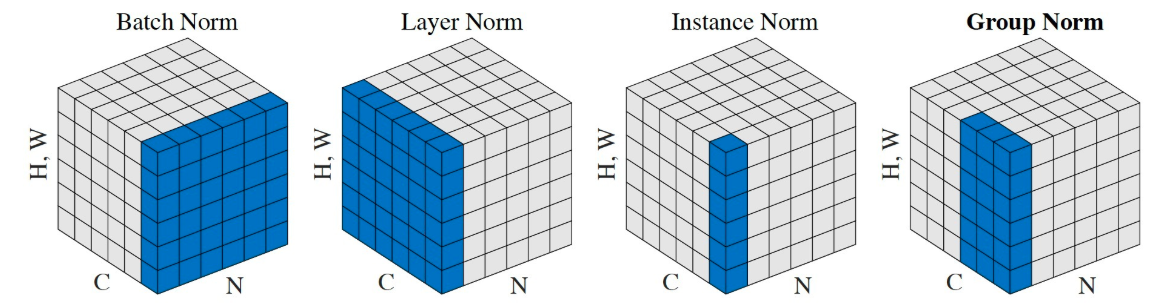 Batch Norm
Layer Norm
Instance Norm
Group Norm
H, W
C
N
H, W
C
N
H, W
C
N
H, W
C
N